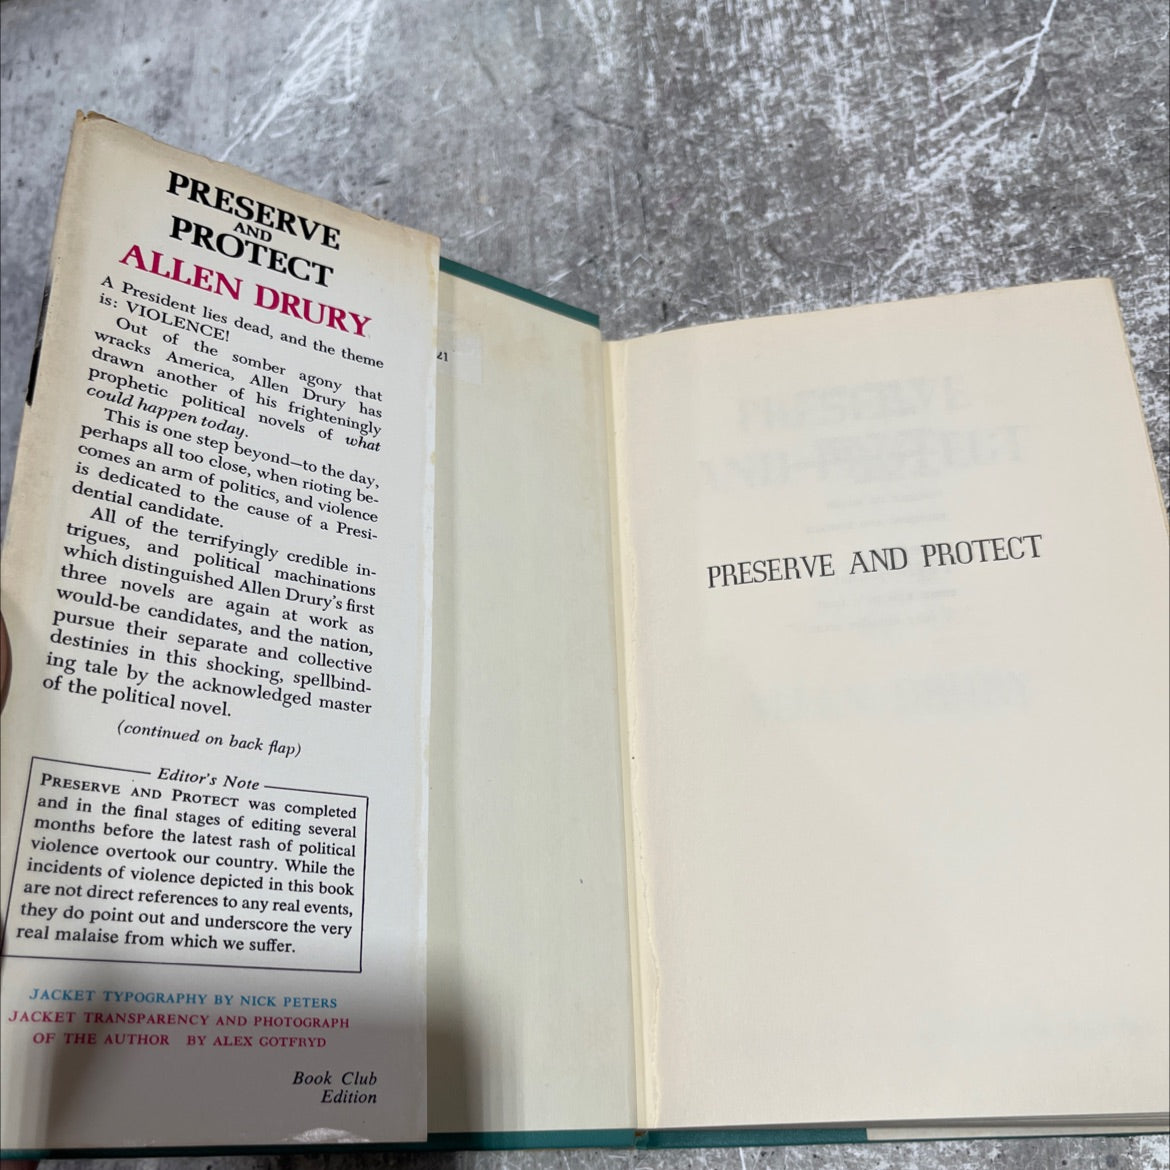 PRESERVE
AND
PROTECT
ALLEN DRURY
A President lies dead, and the theme
is: VIOLENCE!
Out of the somber agony that
wracks America, Allen Drury has
drawn another of his frighteningly
prophetic political novels of what
could happen today.
This is one step beyond—to the day,
perhaps all too close, when rioting be-
comes an arm of politics, and violence
is dedicated to the cause of a Presi-
dential candidate.
All of the terrifyingly credible in-
trigues, and political machinations
which distinguished Allen Drury's first
three novels are again at work as
would-be candidates, and the nation,
pursue their separate and collective
destinies in this shocking, spellbind-
ing tale by the acknowledged master
of the political novel.
(continued on back flap)
Editor's Note
PRESERVE AND PROTECT was completed
and in the final stages of editing several
months before the latest rash of political
violence overtook our country. While the
incidents of violence depicted in this book
are not direct references to any real events,
they do point out and underscore the very
real malaise from which we suffer.
JACKET TYPOGRAPHY BY NICK PETERS
JACKET TRANSPARENCY AND PHOTOGRAPH
OF THE AUTHOR BY ALEX GOTFRYD
Book Club
Edition
21
PRESERVE AND PROTECT